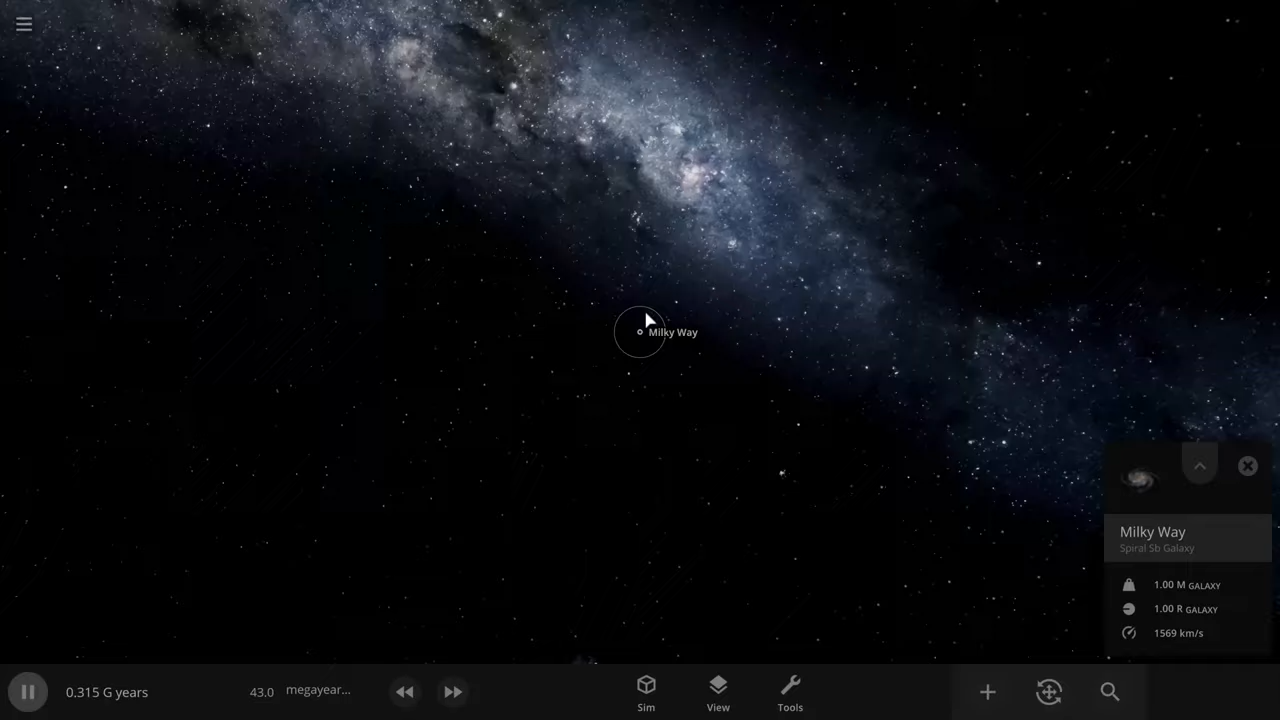 Milky Way
Milky Way
Spiral Sb Galaxy
1.00 M GALAXY
1.00 R GALAXY
1569 km/s
0.315 G years
43.0 megayear...
Sim
View
Tools